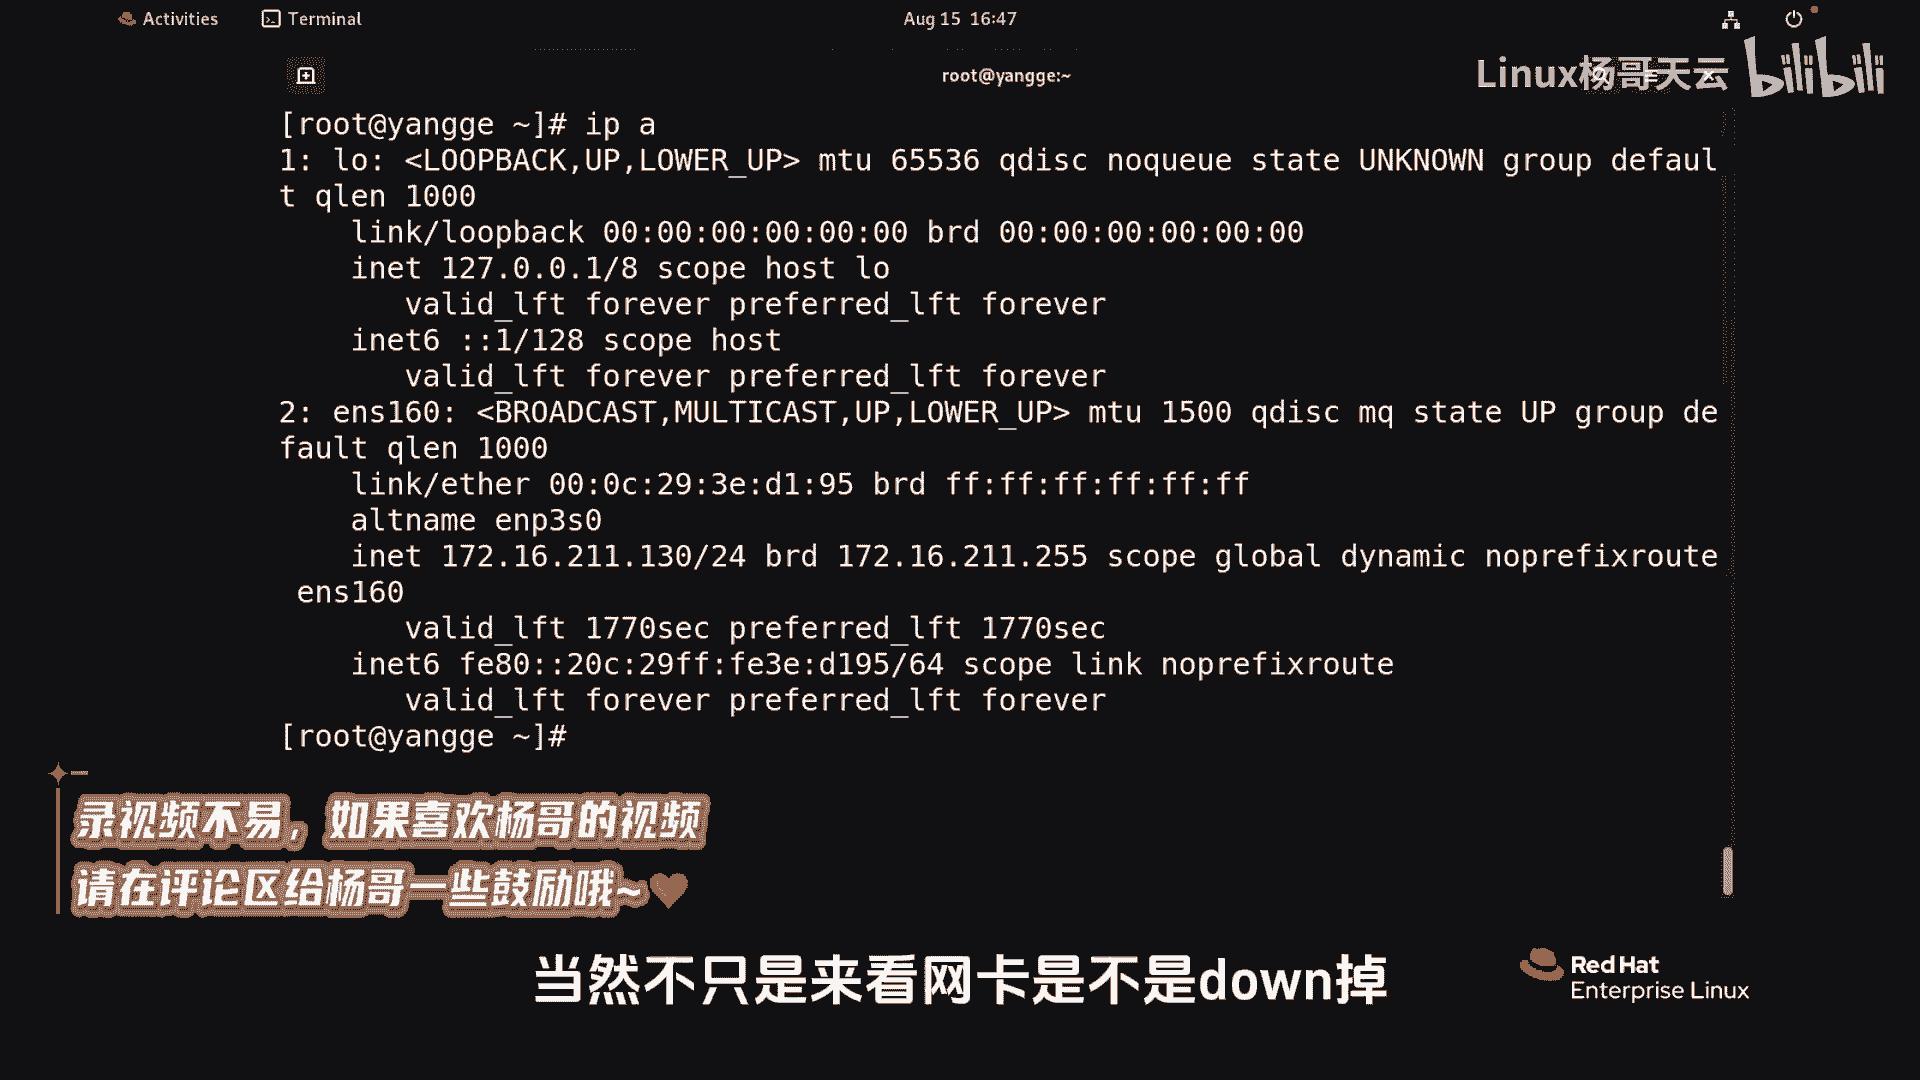 Activities
Terminal
Aug 15 16:47
root@yangge:~
Linux杨哥天云
bilibili
[root@yangge ~]# ip a
1: lo: <LOOPBACK,UP,LOWER_UP> mtu 65536 qdisc noqueue state UNKNOWN group defaul
t qlen 1000
    link/loopback 00:00:00:00:00:00 brd 00:00:00:00:00:00
    inet 127.0.0.1/8 scope host lo
       valid_lft forever preferred_lft forever
    inet6 ::1/128 scope host
       valid_lft forever preferred_lft forever
2: ens160: <BROADCAST,MULTICAST,UP,LOWER_UP> mtu 1500 qdisc mq state UP group de
fault qlen 1000
    link/ether 00:0c:29:3e:d1:95 brd ff:ff:ff:ff:ff:ff
    altname enp3s0
    inet 172.16.211.130/24 brd 172.16.211.255 scope global dynamic noprefixroute
 ens160
       valid_lft 1770sec preferred_lft 1770sec
    inet6 fe80::20c:29ff:fe3e:d195/64 scope link noprefixroute
       valid_lft forever preferred_lft forever
[root@yangge ~]#
录视频不易，如果喜欢杨哥的视频
请在评论区给杨哥一些鼓励哦~
当然不只是来看网卡是不是down掉
Red Hat
Enterprise Linux